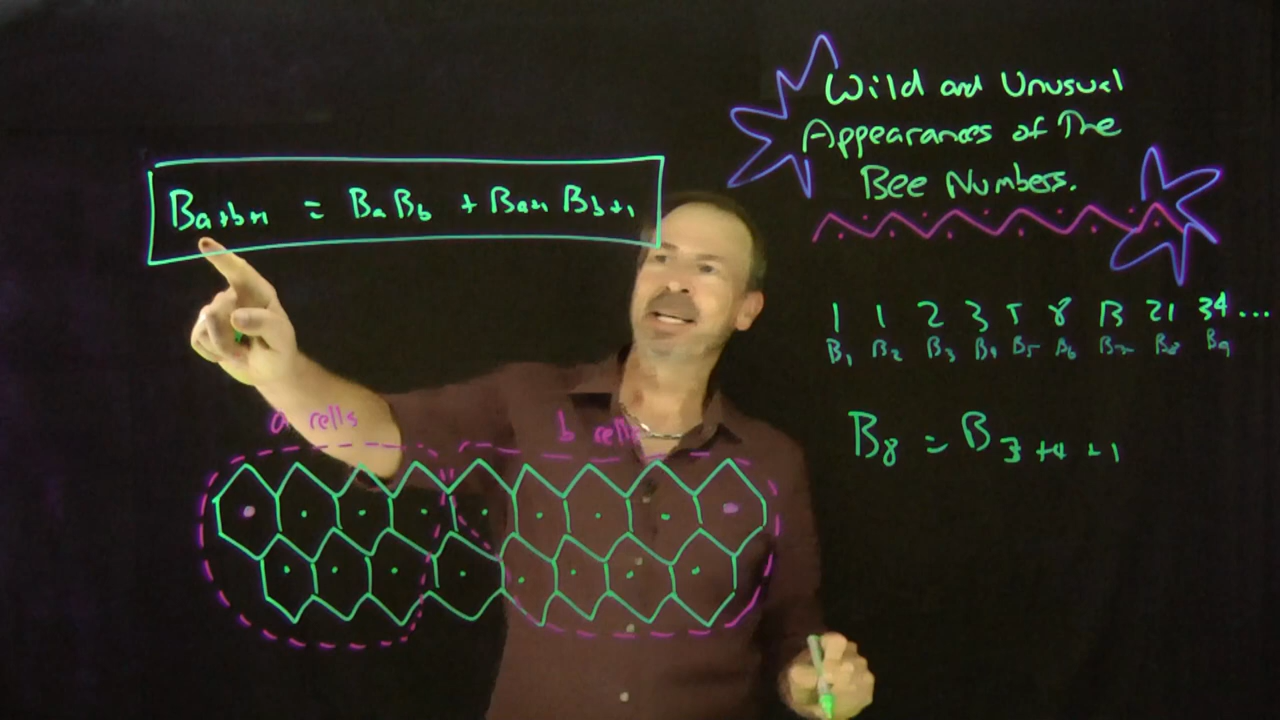 Wild and Unusual
Appearances of The
Bee Numbers.
Ba+b+1 = Ba Bb + Ba+1 Bb+1
1 1 2 3 5 8 13 21 34...
B1 B2 B3 B4 B5 B6 B7 B8 B9
B8 = B3+4+1
a cells
b cells